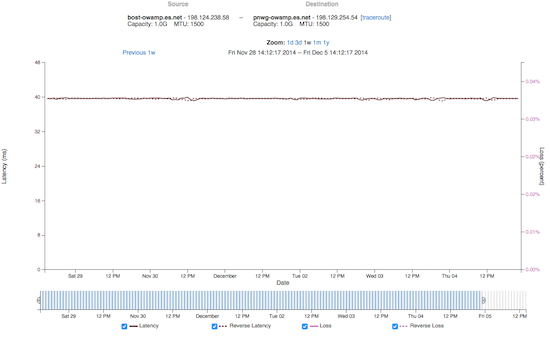 Source Destination
bost-owamp.es.net - 198.124.238.58 -- pnwg-owamp.es.net - 198.129.254.54 [traceroute]
Capacity: 1.0G MTU: 1500 Capacity: 1.0G MTU: 1500
Zoom: 1d 3d 1w 1m 1y
Previous 1w Fri Nov 28 14:12:17 2014 -- Fri Dec 5 14:12:17 2014
48
40
32
24
16
8
0
Latency (ms)
0.04%
0.03%
0.02%
0.02%
0.01%
0.00%
Loss (percent)
Sat 29 12 PM Nov 30 12 PM December 12 PM Tue 02 12 PM Wed 03 12 PM Thu 04 12 PM
Date
Sat 29 12 PM Nov 30 12 PM December 12 PM Tue 02 12 PM Wed 03 12 PM Thu 04 12 PM Fri 05 12 PM
Latency Reverse Latency Loss Reverse Loss